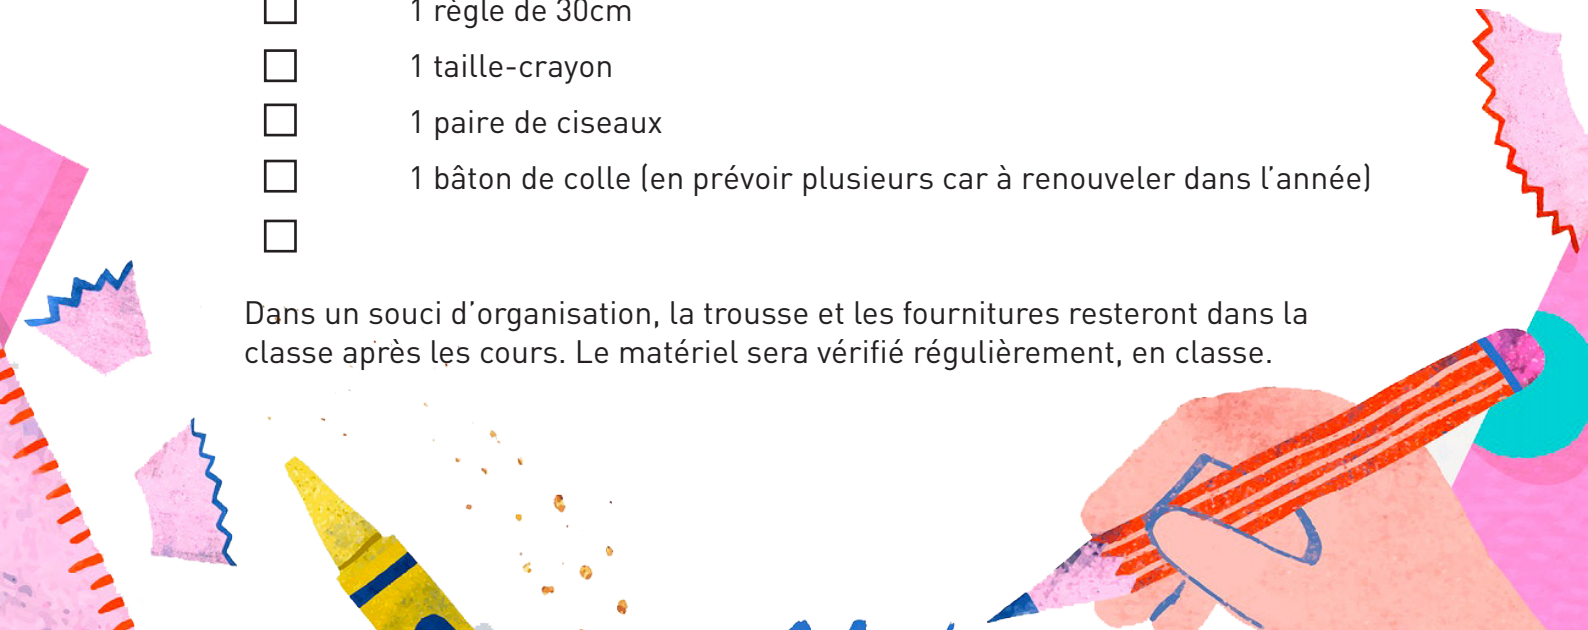 1 règle de 30cm
1 taille-crayon
1 paire de ciseaux
1 bâton de colle (en prévoir plusieurs car à renouveler dans l’année)
Dans un souci d’organisation, la trousse et les fournitures resteront dans la
classe après les cours. Le matériel sera vérifié régulièrement, en classe.